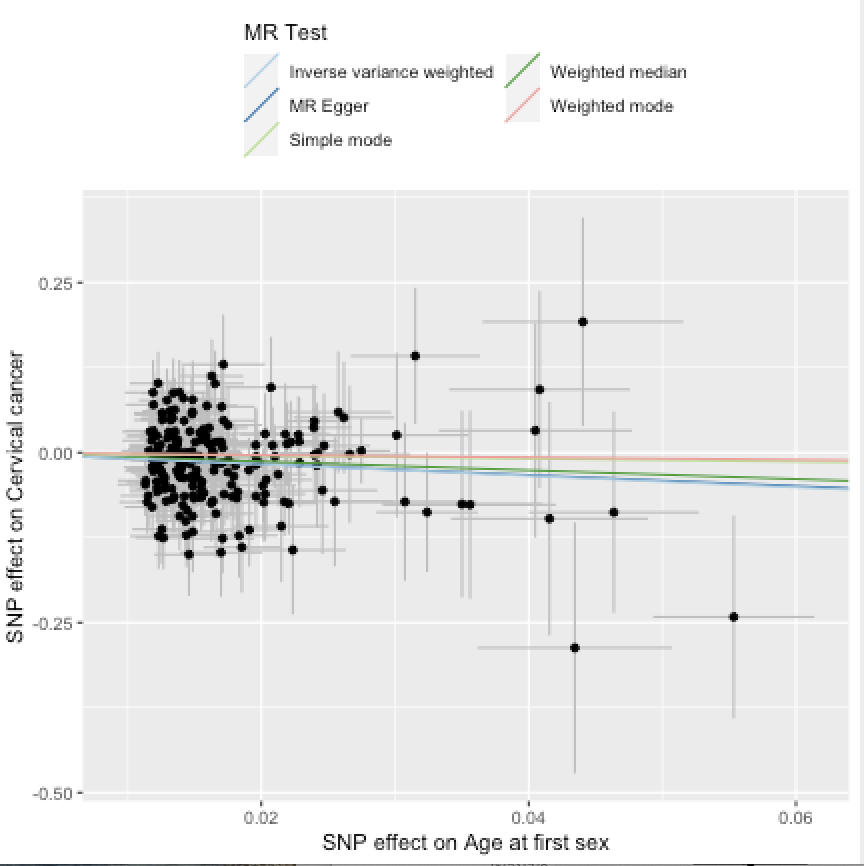 MR Test
Inverse variance weighted
Weighted median
MR Egger
Weighted mode
Simple mode
SNP effect on Cervical cancer
0.25
0.00
-0.25
-0.50
0.02
0.04
0.06
SNP effect on Age at first sex